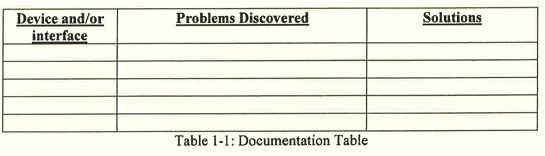 Device and/or interface Problems Discovered Solutions
Table 1-1: Documentation Table